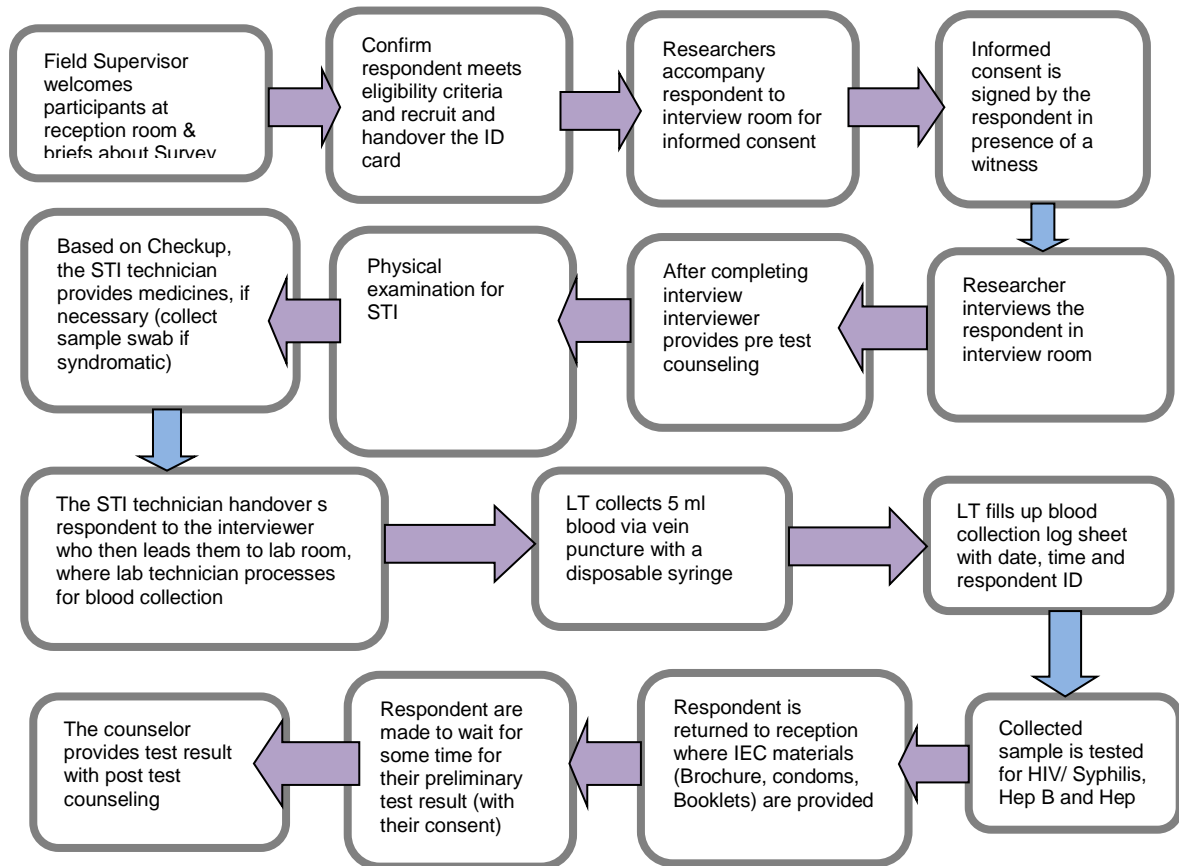 Field Supervisor
welcomes
participants at
reception room &
briefs about Survey
Confirm
respondent meets
eligibility criteria
and recruit and
handover the ID
card
Researchers
accompany
respondent to
interview room for
informed consent
Informed
consent is
signed by the
respondent in
presence of a
witness
Researcher
interviews the
respondent in
interview room
After completing
interview
interviewer
provides pre test
counseling
Physical
examination for
STI
Based on Checkup,
the STI technician
provides medicines, if
necessary (collect
sample swab if
syndromatic)
The STI technician handover s
respondent to the interviewer
who then leads them to lab room,
where lab technician processes
for blood collection
LT collects 5 ml
blood via vein
puncture with a
disposable syringe
LT fills up blood
collection log sheet
with date, time and
respondent ID
Collected
sample is tested
for HIV/ Syphilis,
Hep B and Hep
Respondent is
returned to reception
where IEC materials
(Brochure, condoms,
Booklets) are provided
Respondent are
made to wait for
some time for
their preliminary
test result (with
their consent)
The counselor
provides test result
with post test
counseling